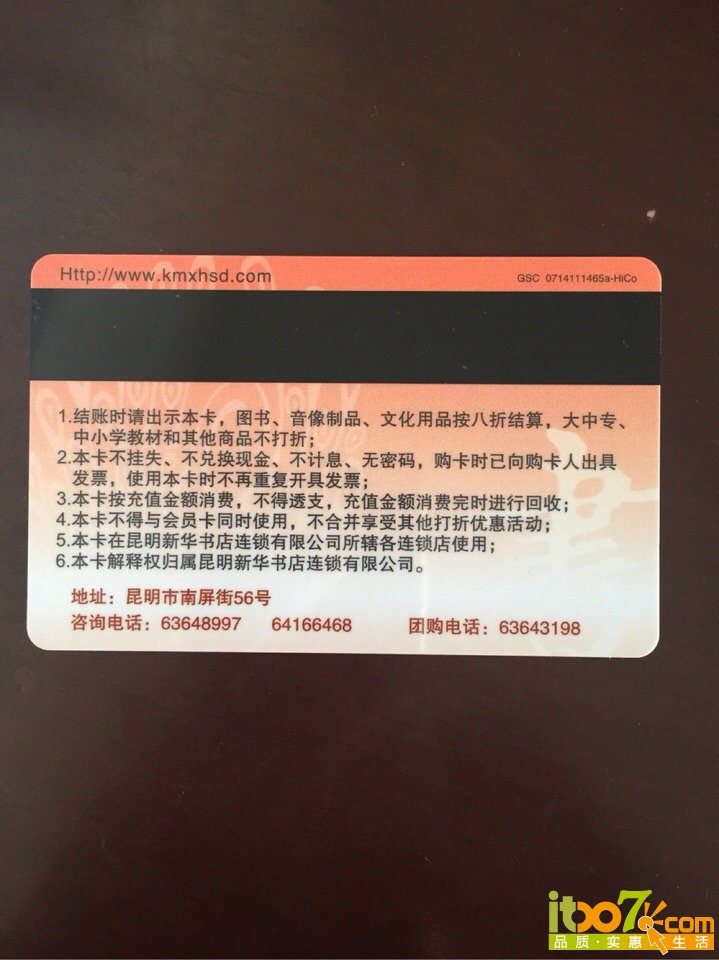 Http://www.kmxhsd.com
GSC 0714111465a-HiCo
1.结账时请出示本卡，图书、音像制品、文化用品按八折结算，大中专、
中小学教材和其他商品不打折；
2.本卡不挂失、不兑换现金、不计息、无密码，购卡时已向购卡人出具
发票，使用本卡时不再重复开具发票；
3.本卡按充值金额消费，不得透支，充值金额消费完时进行回收；
4.本卡不得与会员卡同时使用，不合并享受其他打折优惠活动；
5.本卡在昆明新华书店连锁有限公司所辖各连锁店使用；
6.本卡解释权归属昆明新华书店连锁有限公司。
地址：昆明市南屏街56号
咨询电话：63648997 64166468 团购电话：63643198
itbo7.com
品质·实惠 生活